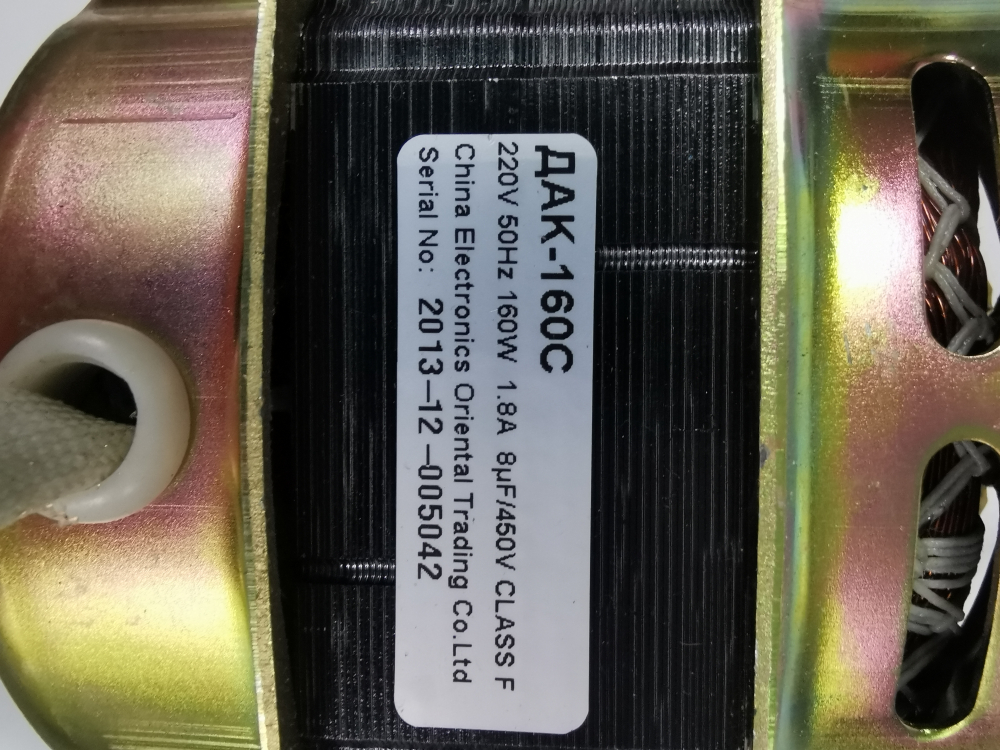 ДАК-160С
220V 50Hz 160W 1.8A 8µF/450V CLASS F
China Electronics Oriental Trading Co.Ltd
Serial No: 2013-12-005042